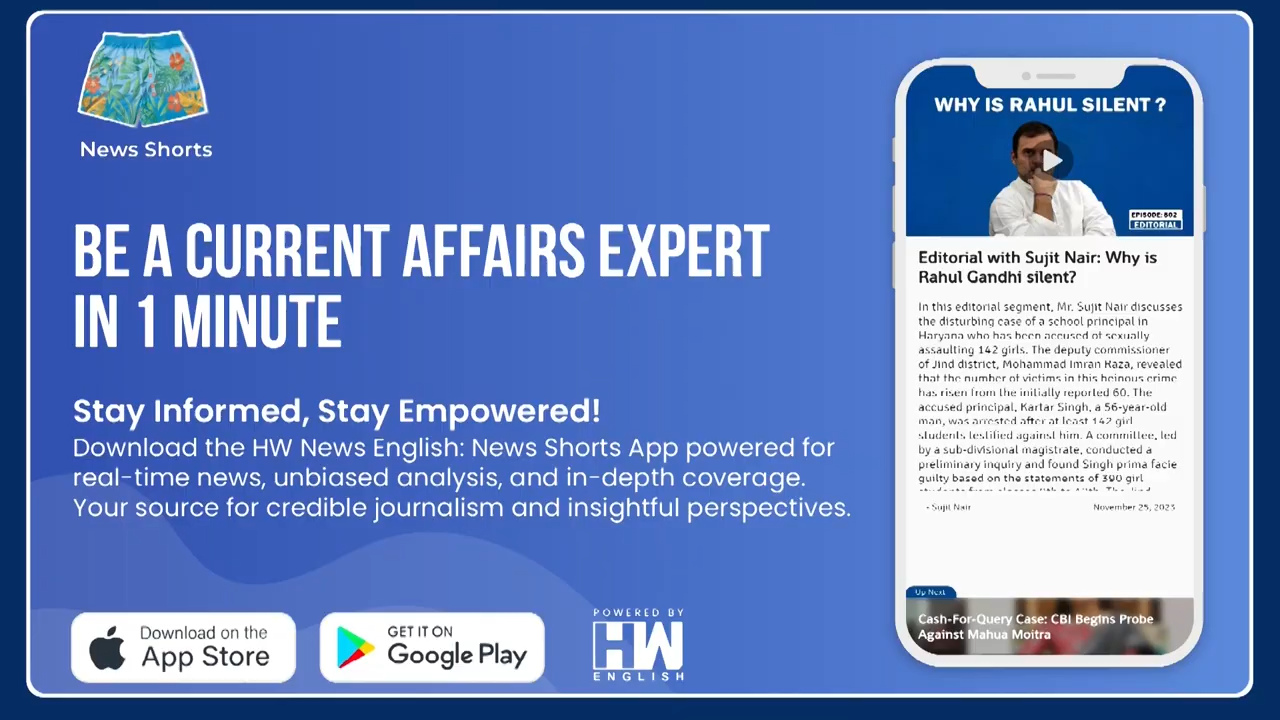 News Shorts
BE A CURRENT AFFAIRS EXPERT
IN 1 MINUTE
Stay Informed, Stay Empowered!
Download the HW News English: News Shorts App powered for
real-time news, unbiased analysis, and in-depth coverage.
Your source for credible journalism and insightful perspectives.
Download on the
App Store
GET IT ON
Google Play
POWERED BY
HW
ENGLISH
WHY IS RAHUL SILENT ?
EPISODE: 802
EDITORIAL
Editorial with Sujit Nair: Why is
Rahul Gandhi silent?
In this editorial segment, Mr. Sujit Nair discusses
the disturbing case of a school principal in
Haryana who has been accused of sexually
assaulting 142 girls. The deputy commissioner
of Jind district, Mohammad Imran Raza, revealed
that the number of victims in this heinous crime
has risen from the initially reported 60. The
accused principal, Kartar Singh, a 56-year-old
man, was arrested after at least 142 girl
students testified against him. A committee, led
by a sub-divisional magistrate, conducted a
preliminary inquiry and found Singh prima facie
guilty based on the statements of 390 girl
- Sujit Nair
November 25, 2023
Up Next
Cash-For-Query Case: CBI Begins Probe
Against Mahua Moitra